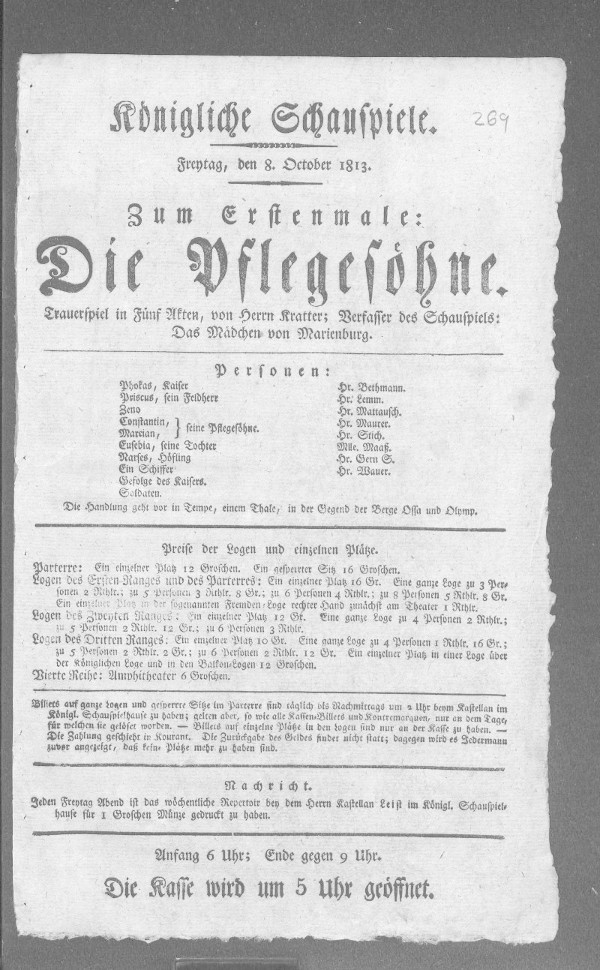 Königliche Schauspiele.
269
Freytag, den 8. October 1813.
Zum Erstenmale:
Die Pflegesöhne.
Trauerspiel in Fünf Akten, von Herrn Kratter; Verfasser des Schauspiels:
Das Mädchen von Marienburg.
Personen:
Phokas, Kaiser Hr. Bethmann.
Priscus, sein Feldherr Hr. Lemm.
Zeno Hr. Mattausch.
Constantin, } seine Pflegesöhne. Hr. Maurer.
Marcian, Hr. Stich.
Eusebia, seine Tochter Mlle. Maaß.
Narses, Höfling Hr. Gern S.
Ein Schiffer Hr. Wauer.
Gefolge des Kaisers.
Soldaten.
Die Handlung geht vor in Tempe, einem Thale, in der Gegend der Berge Ossa und Olymp.
Preise der Logen und einzelnen Plätze.
Parterre: Ein einzelner Platz 12 Groschen. Ein gesperrter Sitz 16 Groschen.
Logen des Ersten Ranges und des Parterres: Ein einzelner Platz 16 Gr. Eine ganze Loge zu 3 Per-
sonen 2 Rthlr.; zu 5 Personen 3 Rthlr. 8 Gr.; zu 6 Personen 4 Rthlr.; zu 8 Personen 5 Rthlr. 8 Gr.
Ein einzelner Platz in der sogenannten Fremden-Loge rechter Hand zunächst am Theater 1 Rthlr.
Logen des Zweyten Ranges: Ein einzelner Platz 12 Gr. Eine ganze Loge zu 4 Personen 2 Rthlr.;
zu 5 Personen 2 Rthlr. 12 Gr.; zu 6 Personen 3 Rthlr.
Logen des Dritten Ranges: Ein einzelner Platz 10 Gr. Eine ganze Loge zu 4 Personen 1 Rthlr. 16 Gr.;
zu 5 Personen 2 Rthlr. 2 Gr.; zu 6 Personen 2 Rthlr. 12 Gr. Ein einzelner Platz in einer Loge über
der Königlichen Loge und in den Balkon-Logen 12 Groschen.
Vierte Reihe: Amphitheater 6 Groschen.
Billets auf ganze Logen und gesperrte Sitze im Parterre sind täglich bis Nachmittags um 2 Uhr beym Kastellan im
Königl. Schauspielhause zu haben; gelten aber, so wie alle Kassen-Billets und Kontremarquen, nur an dem Tage,
für welchen sie gelöset worden. — Billets auf einzelne Plätze in den Logen sind nur an der Kasse zu haben. —
Die Zahlung geschieht in Kourant. Die Zurückgabe des Geldes findet nicht statt; dagegen wird es Jedermann
zuvor angezeigt, daß kein Plätze mehr zu haben sind.
Nachricht.
Jeden Freytag Abend ist das wöchentliche Repertoir bey dem Herrn Kastellan Leist im Königl. Schauspiel-
hause für 1 Groschen Münze gedruckt zu haben.
Anfang 6 Uhr; Ende gegen 9 Uhr.
Die Kasse wird um 5 Uhr geöffnet.